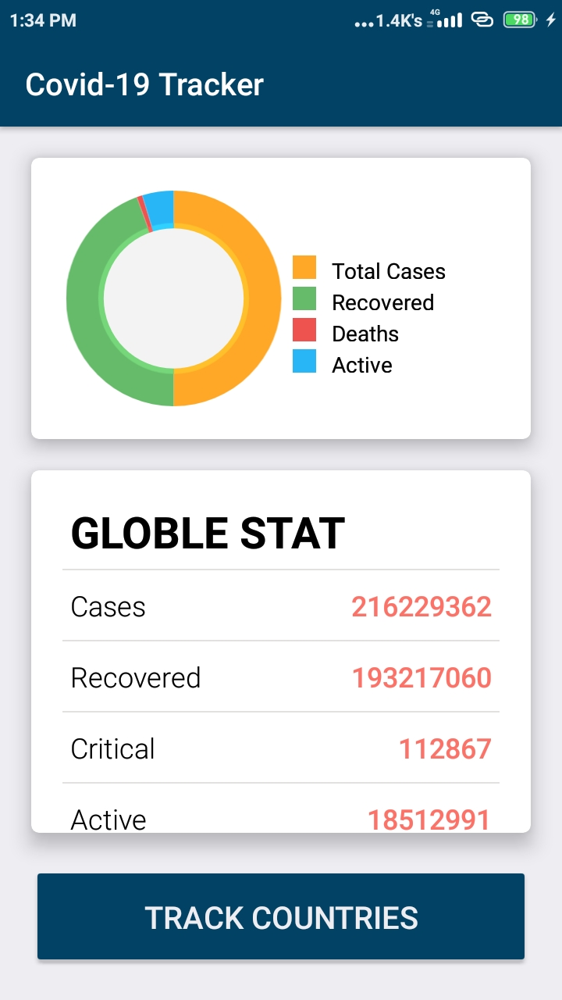 1:34 PM ...1.4K's 4G 98
Covid-19 Tracker
Total Cases
Recovered
Deaths
Active
GLOBLE STAT
Cases 216229362
Recovered 193217060
Critical 112867
Active 18512991
TRACK COUNTRIES